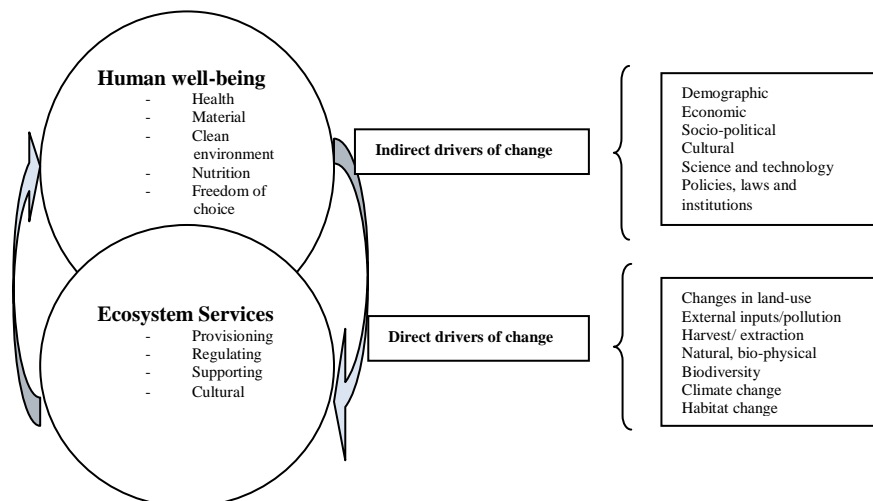 Human well-being
- Health
- Material
- Clean
environment
- Nutrition
- Freedom of
choice
Ecosystem Services
- Provisioning
- Regulating
- Supporting
- Cultural
Indirect drivers of change
Direct drivers of change
Demographic
Economic
Socio-political
Cultural
Science and technology
Policies, laws and
institutions
Changes in land-use
External inputs/pollution
Harvest/ extraction
Natural, bio-physical
Biodiversity
Climate change
Habitat change